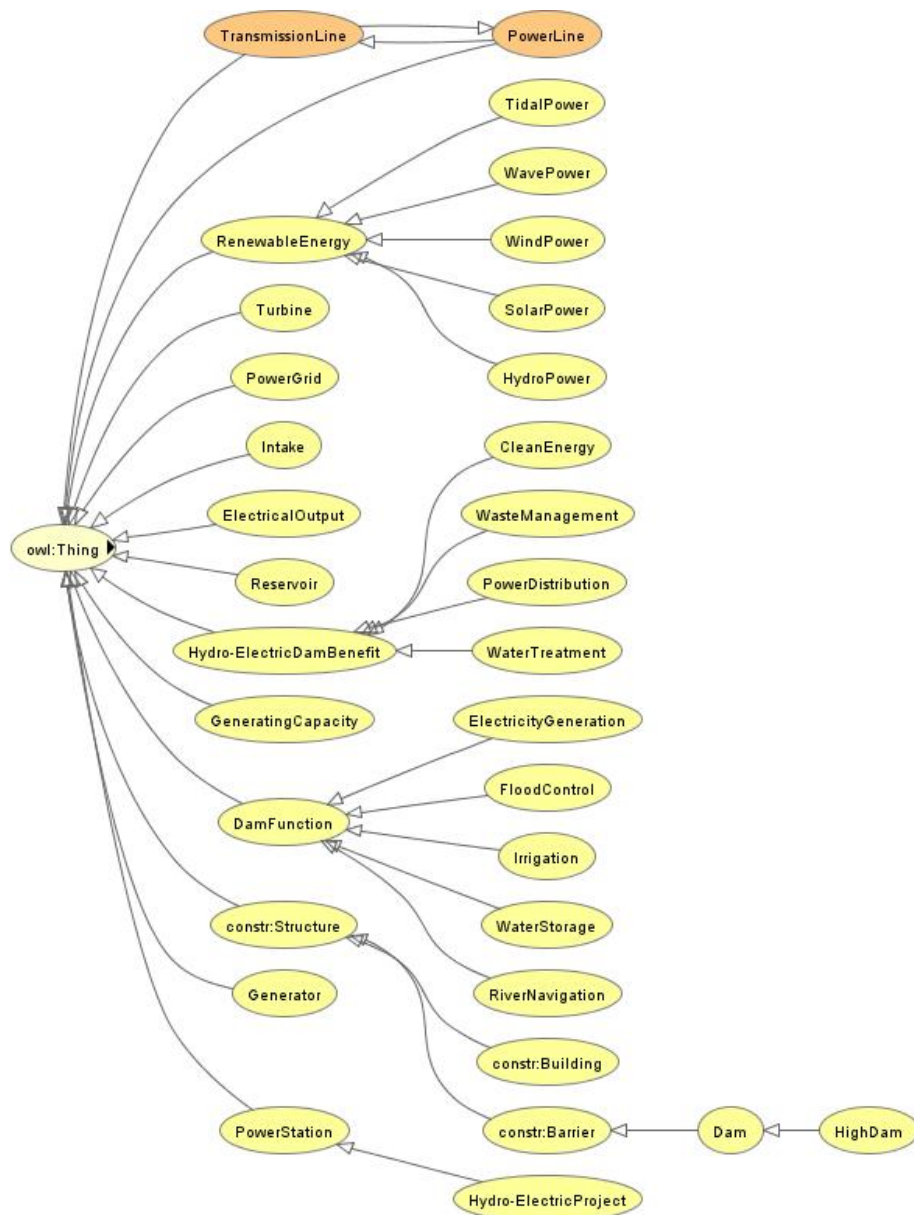 TransmissionLine
PowerLine
TidalPower
WavePower
RenewableEnergy
WindPower
Turbine
SolarPower
PowerGrid
HydroPower
Intake
CleanEnergy
ElectricalOutput
WasteManagement
owl:Thing
Reservoir
PowerDistribution
Hydro-ElectricDamBenefit
WaterTreatment
GeneratingCapacity
ElectricityGeneration
FloodControl
DamFunction
Irrigation
constr:Structure
WaterStorage
Generator
RiverNavigation
constr:Building
PowerStation
constr:Barrier
Dam
HighDam
Hydro-ElectricProject